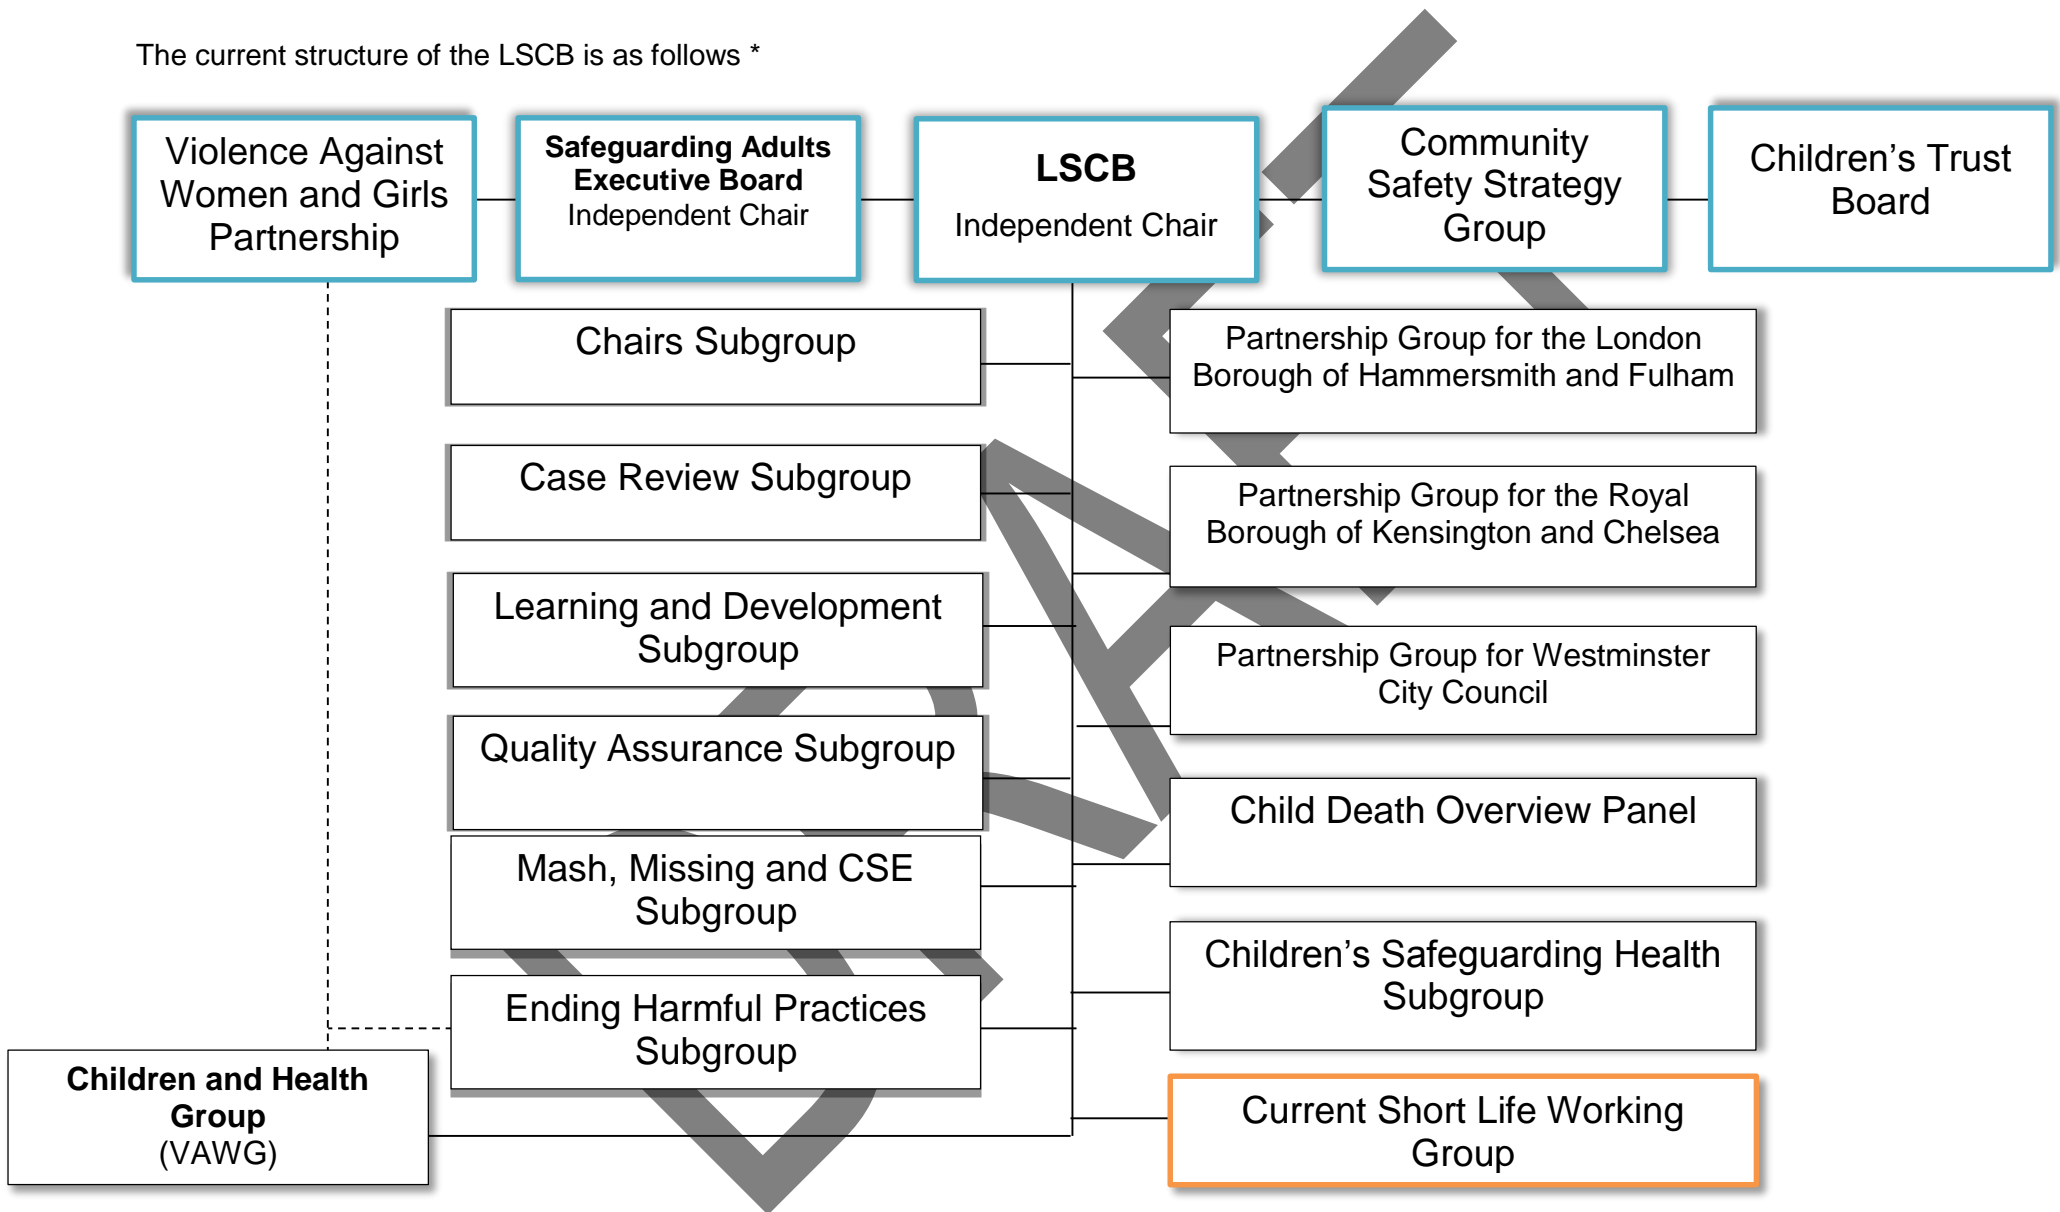 The current structure of the LSCB is as follows *
Violence Against
Women and Girls
Partnership
Safeguarding Adults
Executive Board
Independent Chair
LSCB
Independent Chair
Community
Safety Strategy
Group
Children’s Trust
Board
Chairs Subgroup
Partnership Group for the London
Borough of Hammersmith and Fulham
Case Review Subgroup
Partnership Group for the Royal
Borough of Kensington and Chelsea
Learning and Development
Subgroup
Partnership Group for Westminster
City Council
Quality Assurance Subgroup
Child Death Overview Panel
Mash, Missing and CSE
Subgroup
Children’s Safeguarding Health
Subgroup
Ending Harmful Practices
Subgroup
Children and Health
Group
(VAWG)
Current Short Life Working
Group
DRAFT